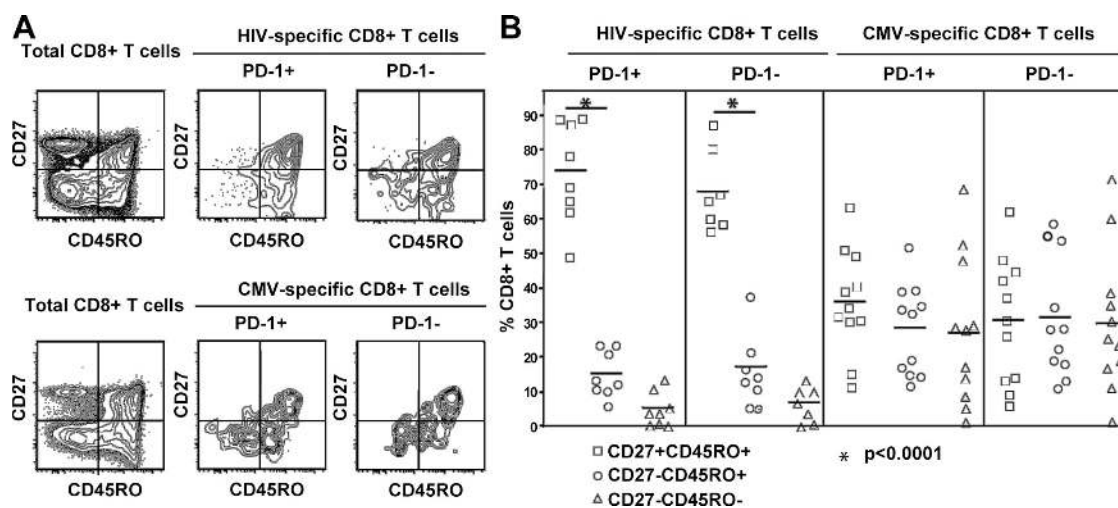 A
Total CD8+ T cells
HIV-specific CD8+ T cells
PD-1+
PD-1-
CD27
CD27
CD27
CD45RO
CD45RO
CD45RO
Total CD8+ T cells
CMV-specific CD8+ T cells
PD-1+
PD-1-
CD27
CD27
CD27
CD45RO
CD45RO
CD45RO
B
HIV-specific CD8+ T cells
CMV-specific CD8+ T cells
PD-1+
PD-1-
PD-1+
PD-1-
% CD8+ T cells
90
80
70
60
50
40
30
20
10
0
*
*
CD27+CD45RO+
CD27-CD45RO+
CD27-CD45RO-
* p<0.0001